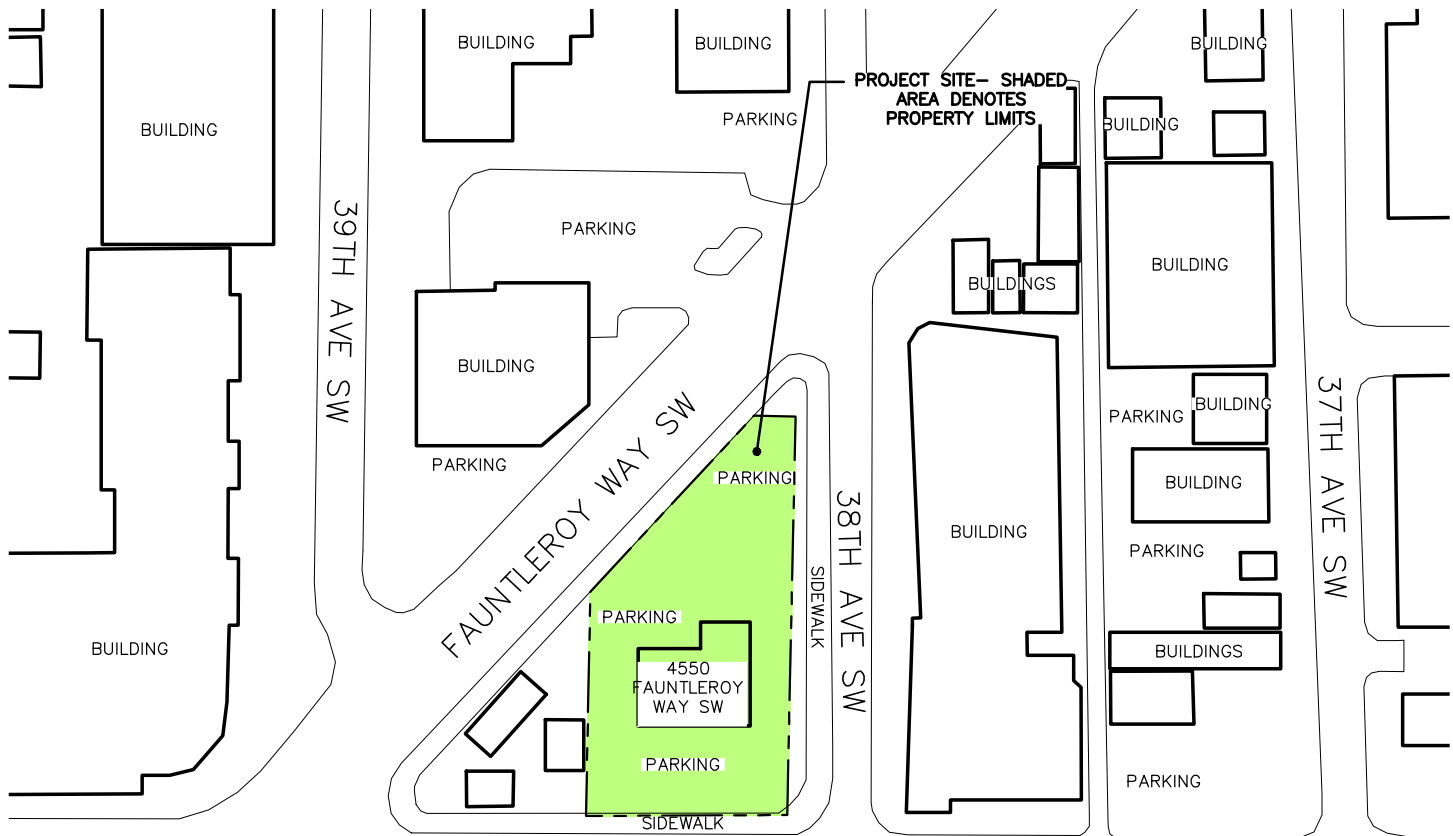 BUILDING
BUILDING
BUILDING
PROJECT SITE- SHADED
AREA DENOTES
PROPERTY LIMITS
PARKING
BUILDING
BUILDING
39TH AVE SW
PARKING
BUILDING
BUILDINGS
BUILDING
PARKING
FAUNTLEROY WAY SW
PARKING
38TH AVE SW
BUILDING
PARKING
BUILDING
37TH AVE SW
BUILDING
PARKING
SIDEWALK
PARKING
BUILDING
4550
FAUNTLEROY
WAY SW
BUILDINGS
PARKING
PARKING
SIDEWALK